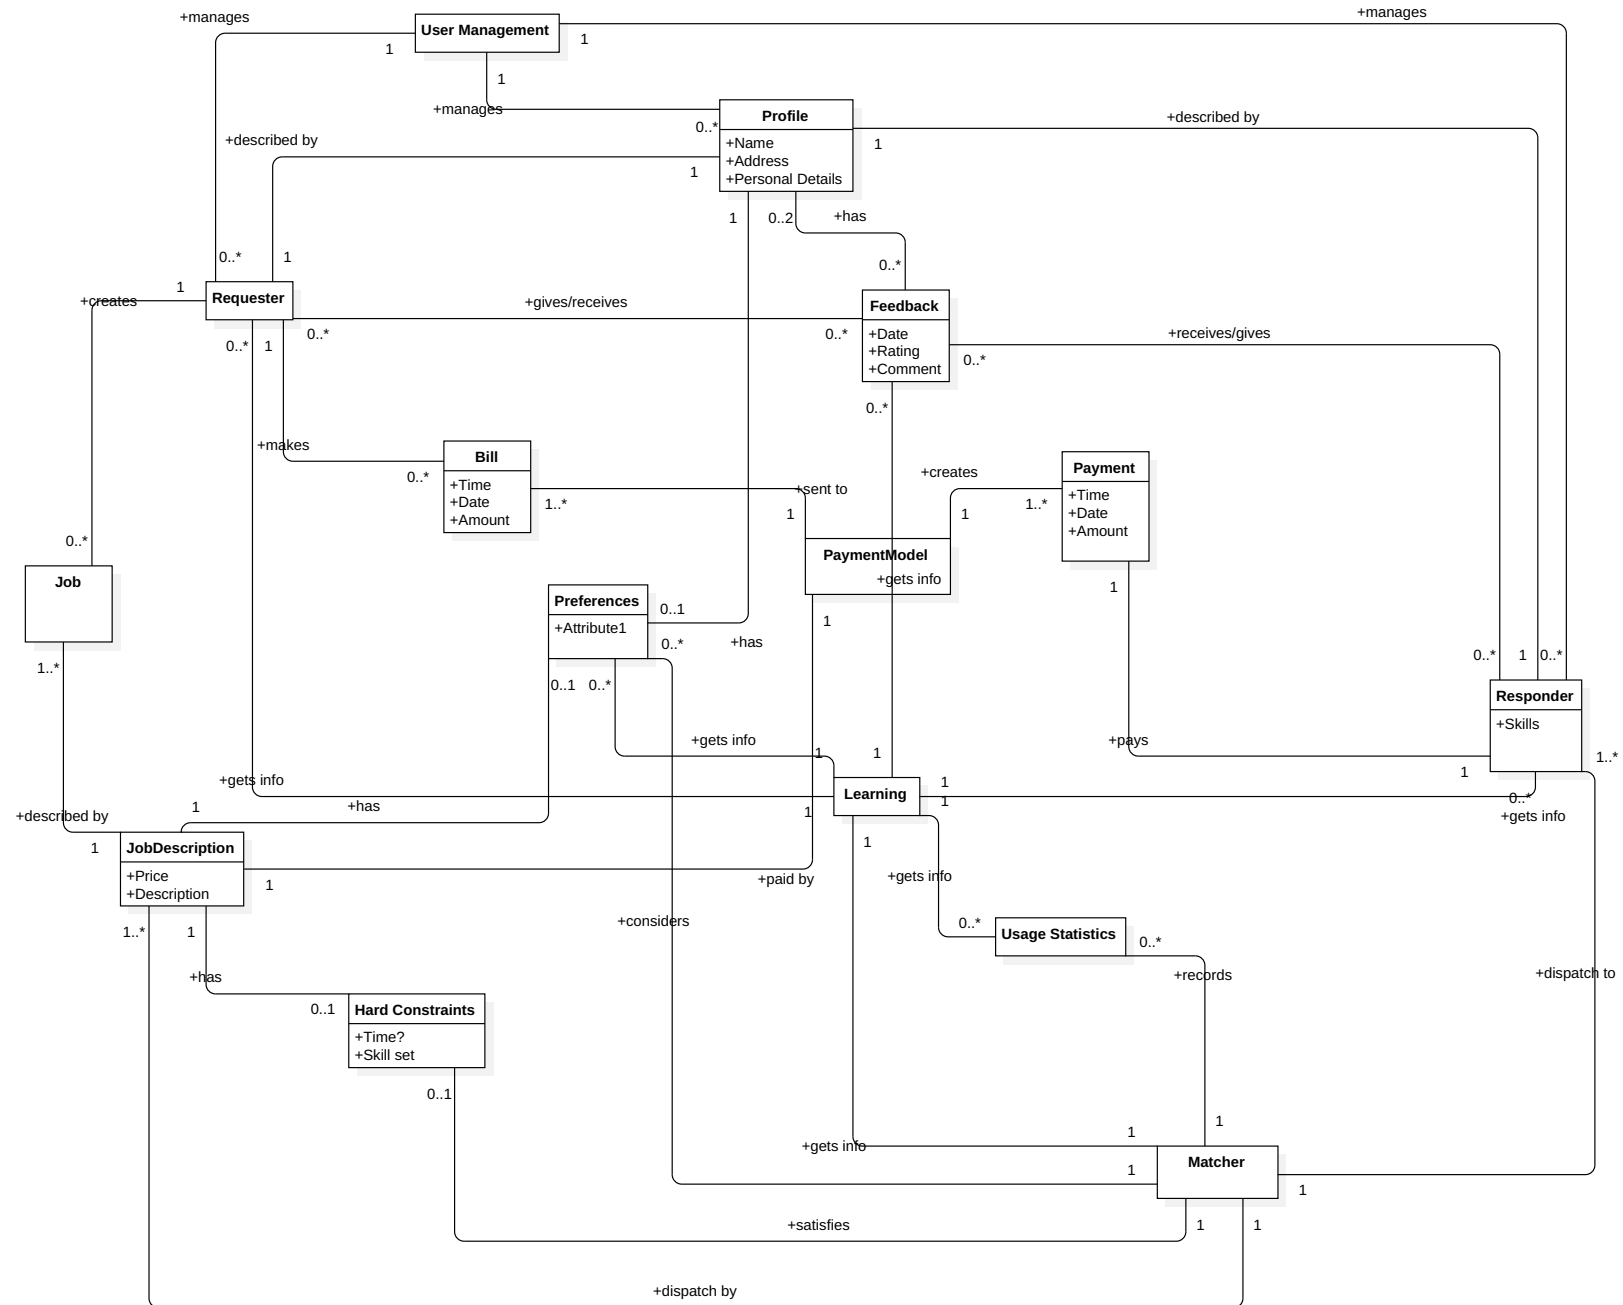 +manages
+manages
User Management
1
1
1
+manages
0..*
Profile
+Name
+Address
+Personal Details
+described by
1
+described by
1
1
0..2
+has
0..*
0..*
1
1
+creates
Requester
+gives/receives
0..*
1
0..*
0..*
Feedback
+Date
+Rating
+Comment
+receives/gives
0..*
0..*
+makes
0..*
Bill
+Time
+Date
+Amount
1..*
+sent to
1
+creates
1..*
1
Payment
+Time
+Date
+Amount
1
0..*
Job
1..*
PaymentModel
+gets info
1
Preferences
+Attribute1
0..1
0..*
+has
0..1
0..*
0..*
1
0..*
Responder
+Skills
1..*
+pays
1
+gets info
1
1
+gets info
+has
1
Learning
1
1
1
1
0..*
+gets info
+described by
1
JobDescription
+Price
+Description
1
+paid by
+gets info
1..*
1
+has
+considers
0..*
Usage Statistics
0..*
+records
+dispatch to
0..1
Hard Constraints
+Time?
+Skill set
0..1
+gets info
1
1
1
Matcher
1
+satisfies
1
1
+dispatch by